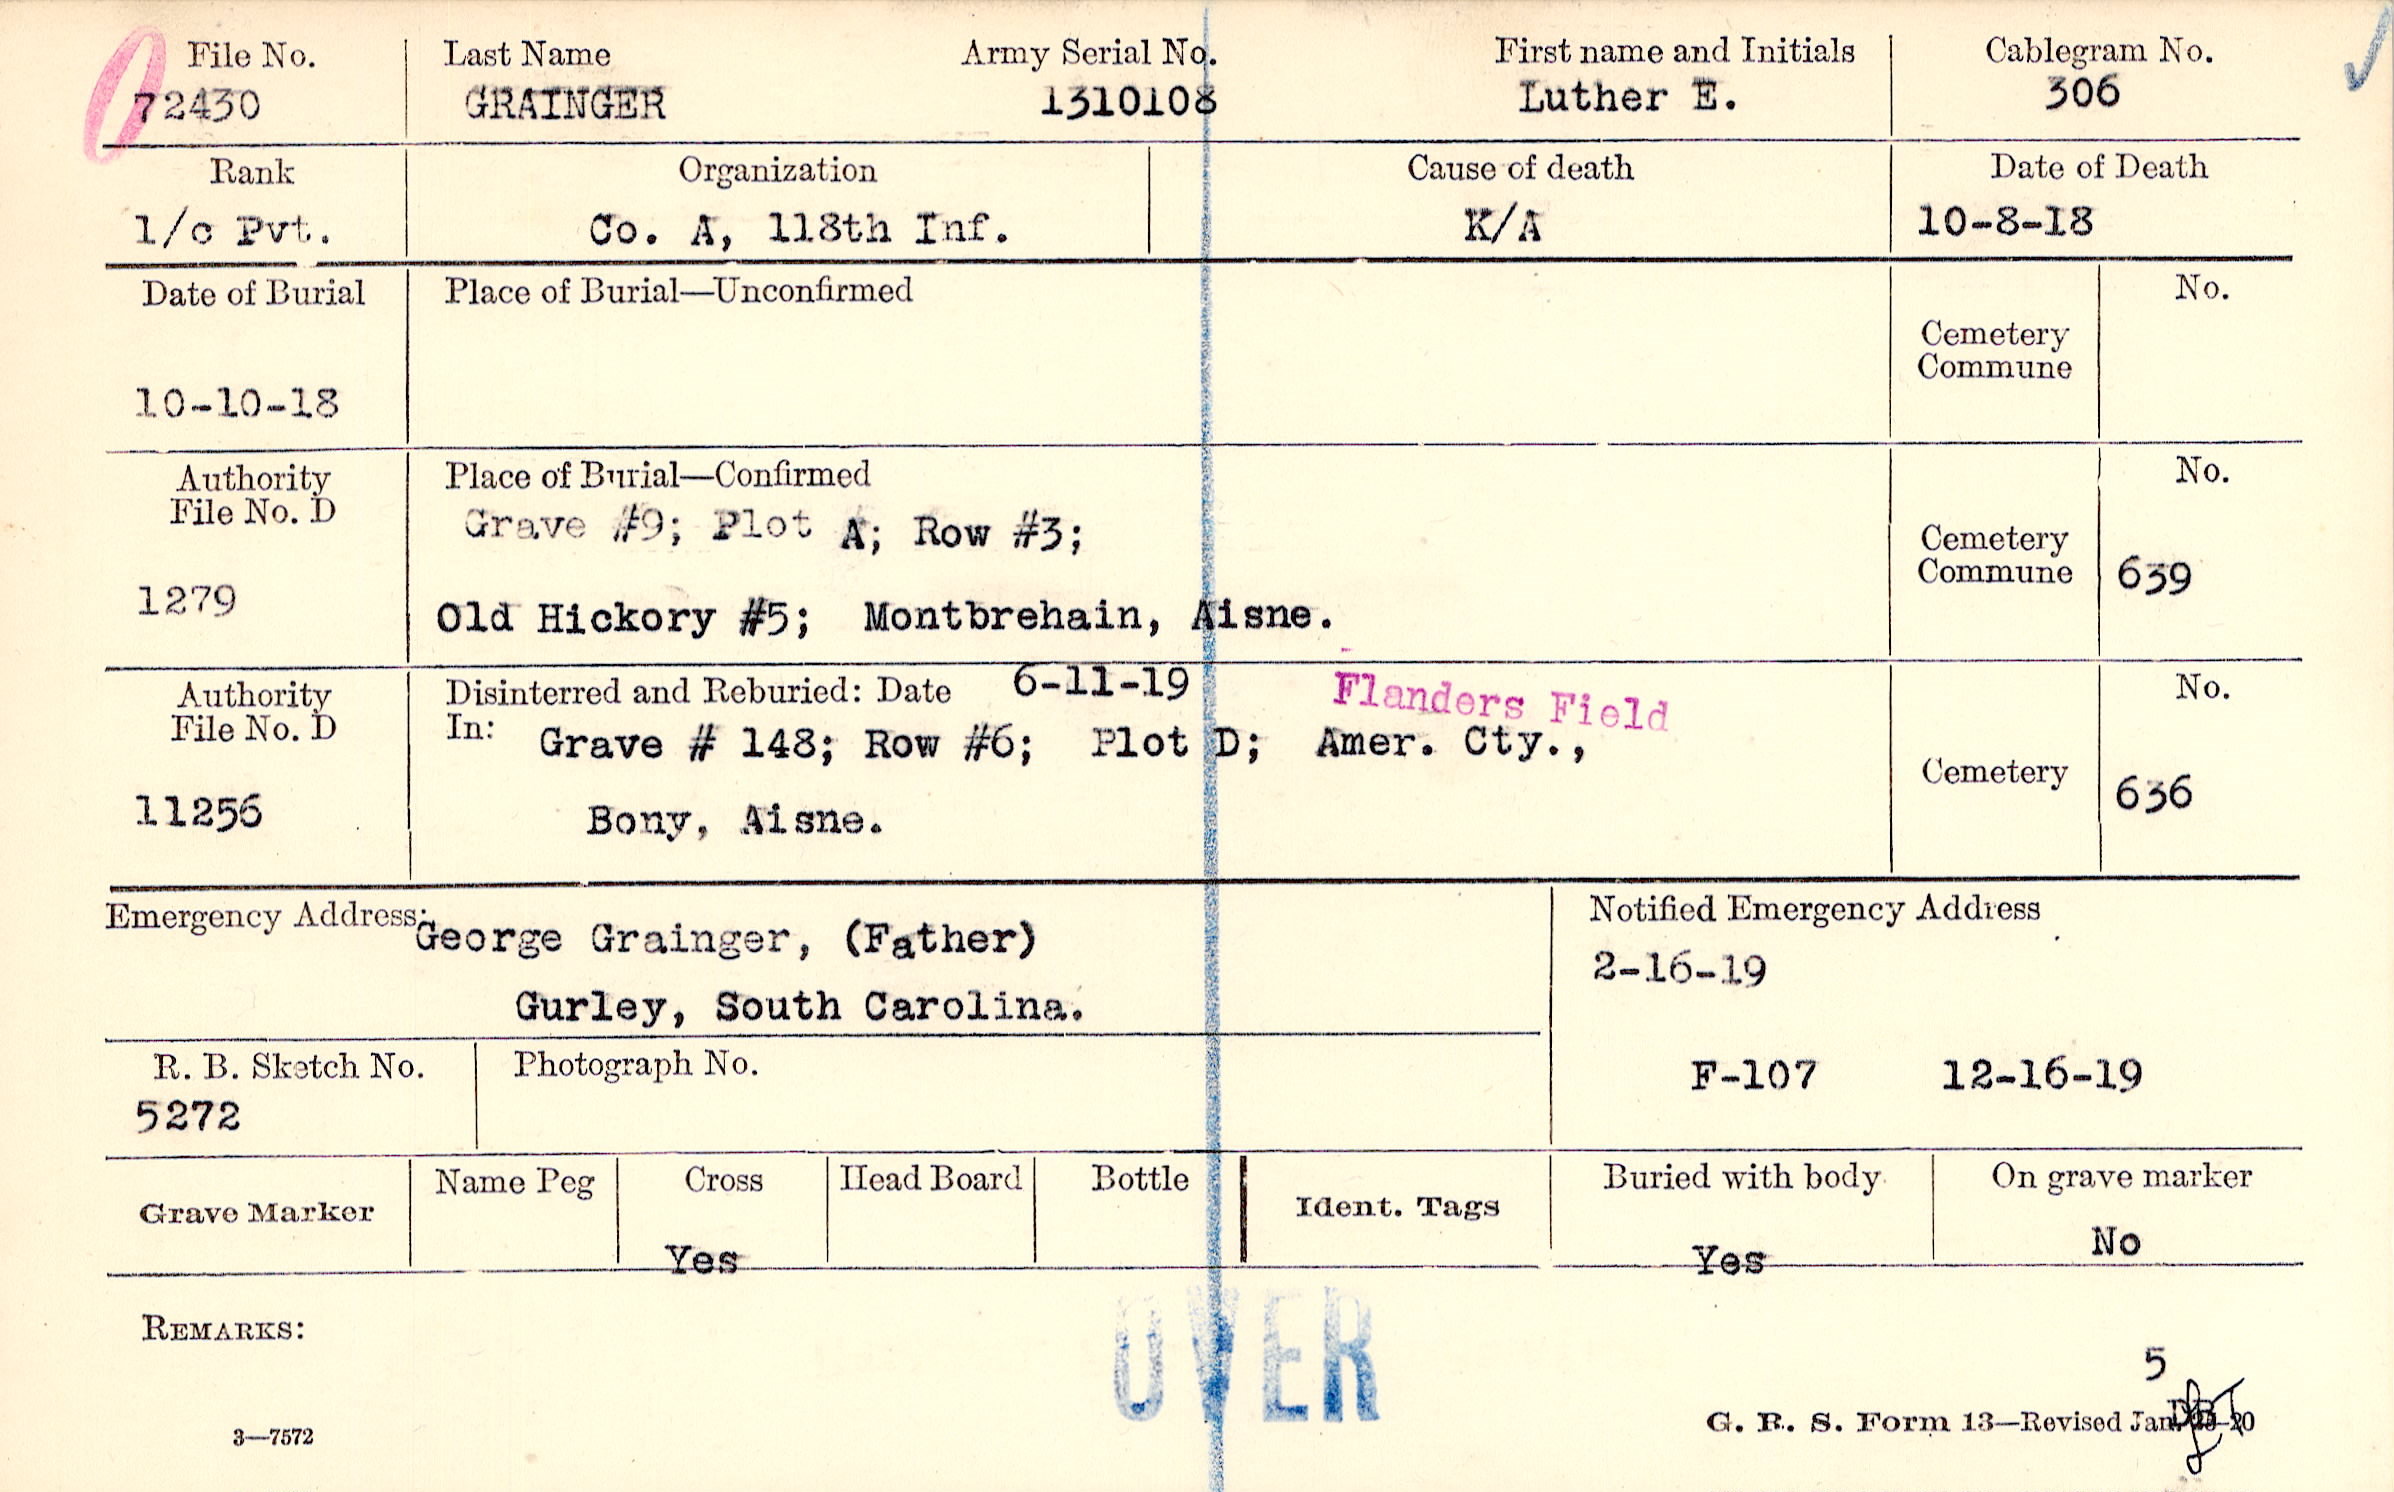 File No. Last Name Army Serial No. First name and Initials Cablegram No.
72430 GRAINGER 1310108 Luther E. 306
Rank Organization Cause of death Date of Death
1/c Pvt. Co. A, 118th Inf. K/A 10-8-18
Date of Burial Place of Burial—Unconfirmed No.
Cemetery
Commune
10-10-18
Authority Place of Burial—Confirmed No.
File No. D Grave #9; Plot A; Row #3;
Cemetery
Commune 639
1279 Old Hickory #5; Montbrehain, Aisne.
Authority Disinterred and Reburied: Date 6-11-19 Flanders Field No.
File No. D In: Grave # 148; Row #6; Plot D; Amer. Cty.,
Cemetery 636
11256 Bony, Aisne.
Emergency Address: George Grainger, (Father) Notified Emergency Address
2-16-19
Gurley, South Carolina.
R. B. Sketch No. Photograph No. F-107 12-16-19
5272
Grave Marker Name Peg Cross Head Board Bottle Ident. Tags Buried with body On grave marker
Yes Yes No
REMARKS:
OVER
5
3—7572 G. R. S. Form 13—Revised Jan. 20